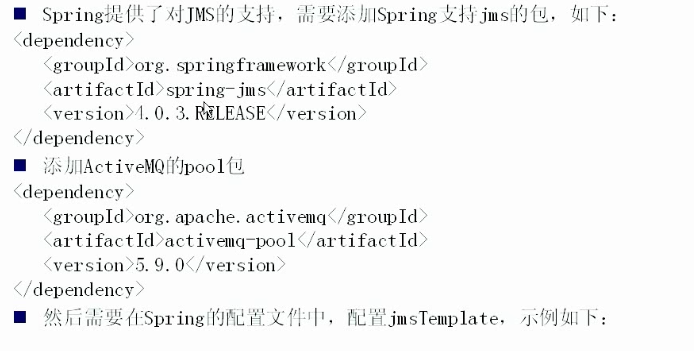 ■ Spring提供了对JMS的支持，需要添加Spring支持jms的包，如下：
<dependency>
<groupId>org.springframework</groupId>
<artifactId>spring-jms</artifactId>
<version>4.0.3.RELEASE</version>
</dependency>
■ 添加ActiveMQ的pool包
<dependency>
<groupId>org.apache.activemq</groupId>
<artifactId>activemq-pool</artifactId>
<version>5.9.0</version>
</dependency>
■ 然后需要在Spring的配置文件中，配置jmsTemplate，示例如下：